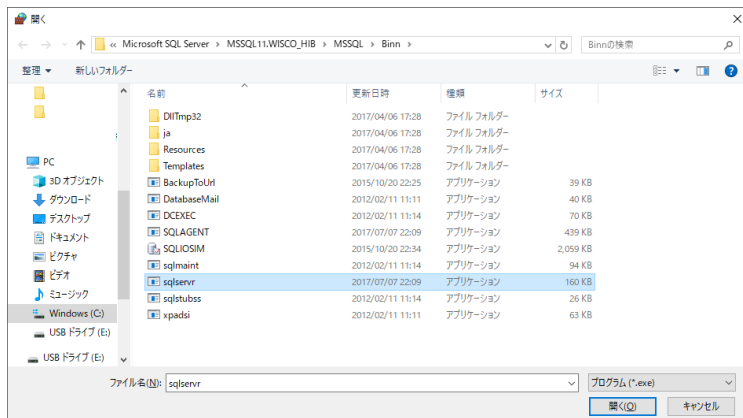 開く
« Microsoft SQL Server › MSSQL11.WISCO_HIB › MSSQL › Binn ›
Binnの検索
整理 ▼ 新しいフォルダー
名前 更新日時 種類 サイズ
DllTmp32 2017/04/06 17:28 ファイル フォルダー
ja 2017/04/06 17:28 ファイル フォルダー
Resources 2017/04/06 17:28 ファイル フォルダー
Templates 2017/04/06 17:28 ファイル フォルダー
BackupToUrl 2015/10/20 22:25 アプリケーション 39 KB
DatabaseMail 2012/02/11 11:11 アプリケーション 40 KB
DCEXEC 2012/02/11 11:14 アプリケーション 70 KB
SQLAGENT 2017/07/07 22:09 アプリケーション 439 KB
SQLIOSIM 2015/10/20 22:34 アプリケーション 2,059 KB
sqlmaint 2012/02/11 11:14 アプリケーション 94 KB
sqlservr 2017/07/07 22:09 アプリケーション 160 KB
sqlstubss 2012/02/11 11:14 アプリケーション 26 KB
xpadsi 2012/02/11 11:11 アプリケーション 63 KB
PC
3D オブジェクト
ダウンロード
デスクトップ
ドキュメント
ピクチャ
ビデオ
ミュージック
Windows (C:)
USB ドライブ (E:)
USB ドライブ (E:)
ファイル名(N): sqlservr
プログラム (*.exe)
開く(O) キャンセル